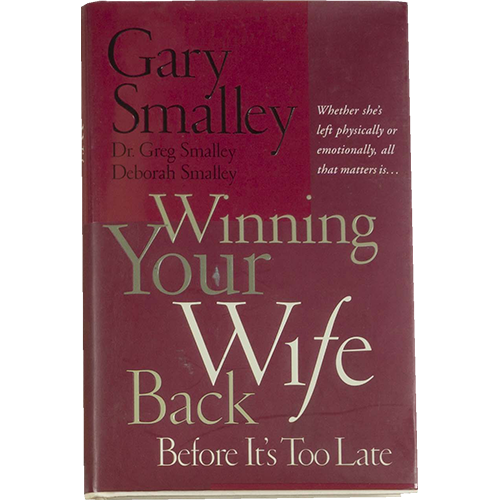 Gary
Smalley
Dr. Greg Smalley
Deborah Smalley
Whether she's
left physically or
emotionally, all
that matters is...
Winning
Your
Wife
Back
Before It's Too Late